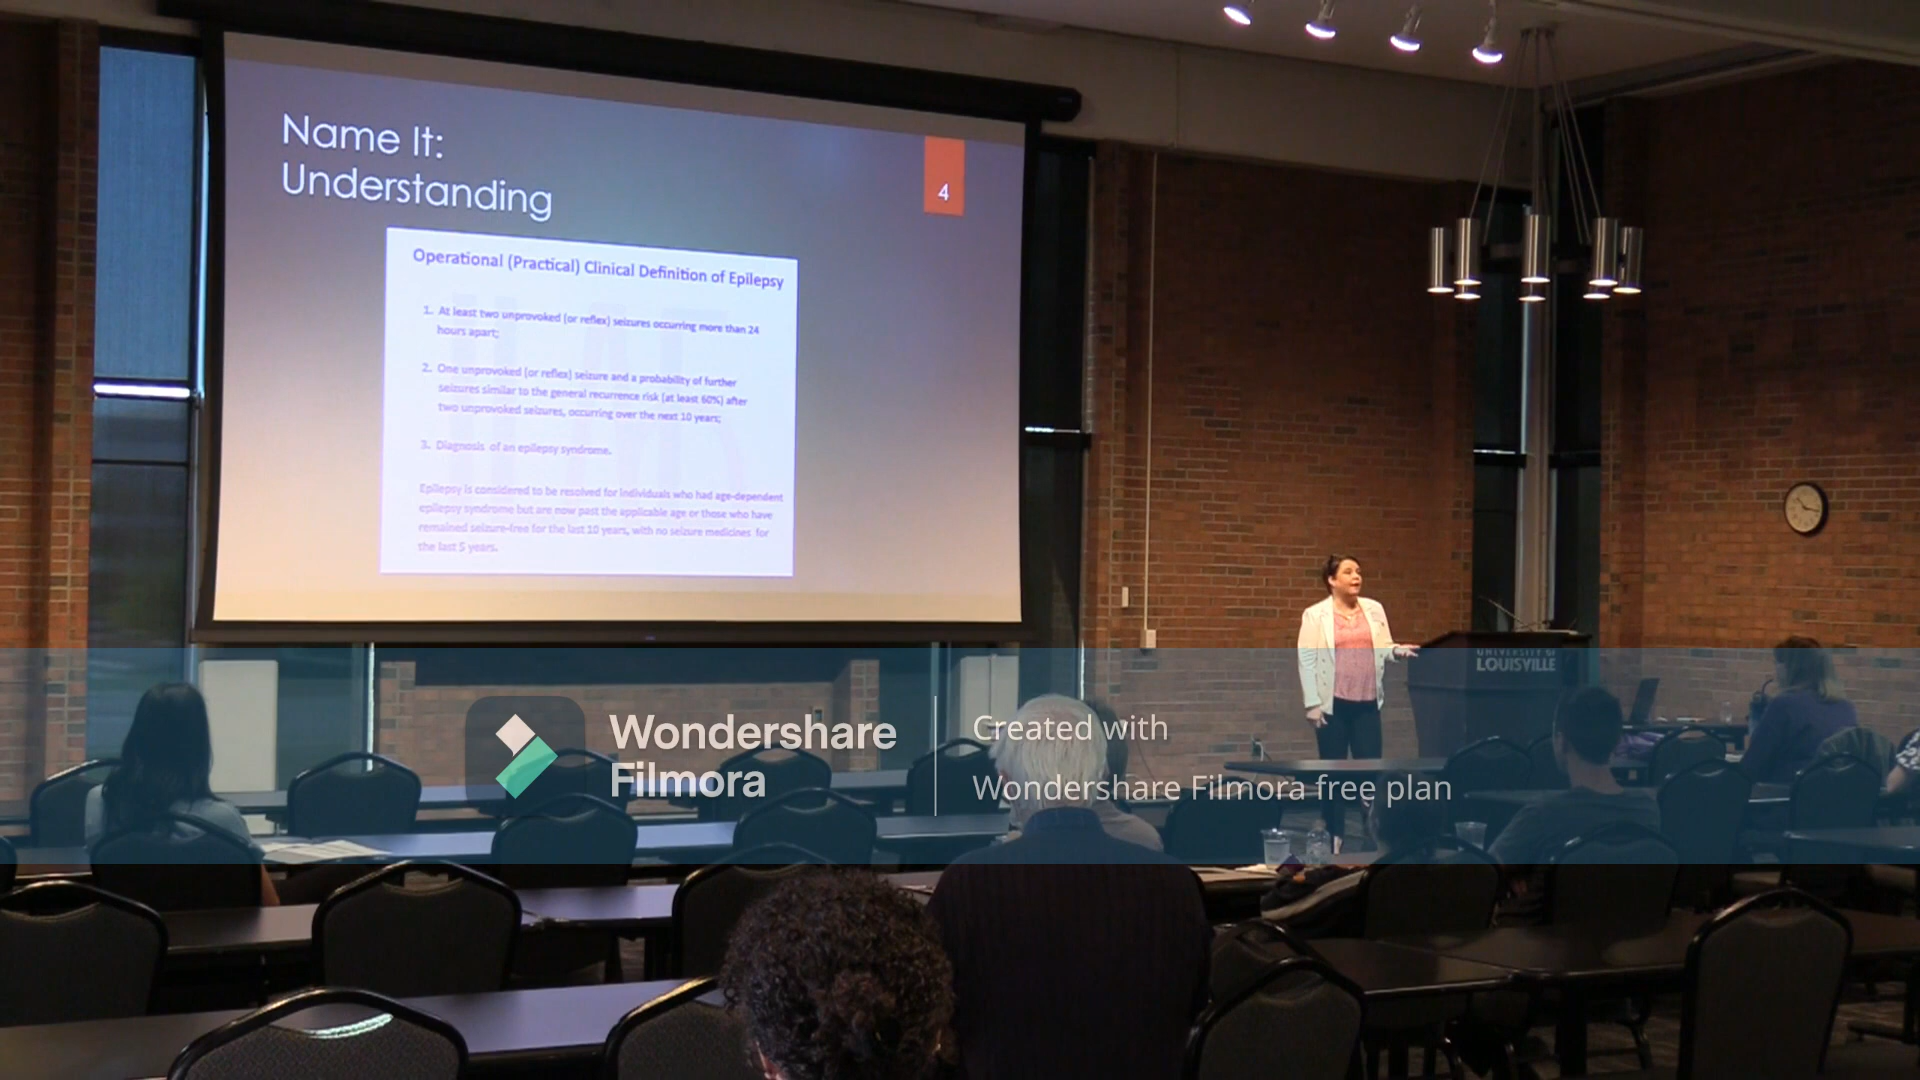 Name It:
Understanding
4
Operational (Practical) Clinical Definition of Epilepsy
1. At least two unprovoked (or reflex) seizures occurring more than 24
hours apart;
2. One unprovoked (or reflex) seizure and a probability of further
seizures similar to the general recurrence risk (at least 60%) after
two unprovoked seizures, occurring over the next 10 years;
3. Diagnosis of an epilepsy syndrome.
Epilepsy is considered to be resolved for individuals who had age-dependent
epilepsy syndrome but are now past the applicable age or those who have
remained seizure-free for the last 10 years, with no seizure medicines for
the last 5 years.
UNIVERSITY OF
LOUISVILLE
Wondershare
Filmora
Created with
Wondershare Filmora free plan